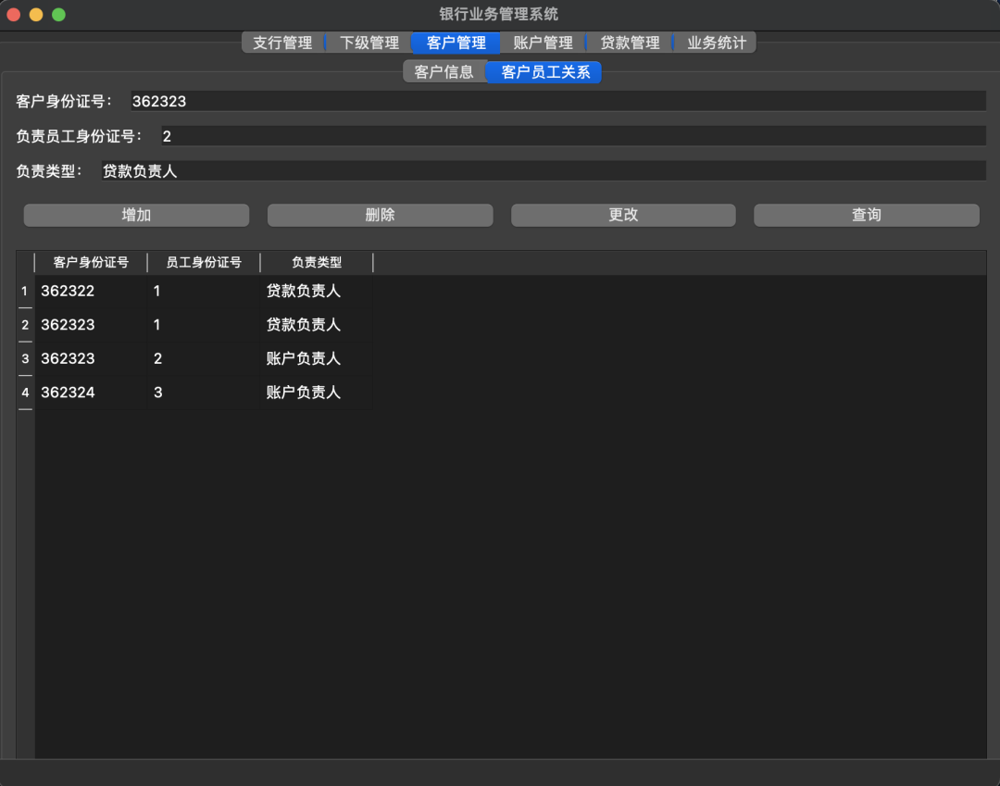 银行业务管理系统
支行管理 下级管理 客户管理 账户管理 贷款管理 业务统计
客户信息 客户员工关系
客户身份证号： 362323
负责员工身份证号： 2
负责类型： 贷款负责人
增加 删除 更改 查询
客户身份证号 员工身份证号 负责类型
1 362322 1 贷款负责人
2 362323 1 贷款负责人
3 362323 2 账户负责人
4 362324 3 账户负责人